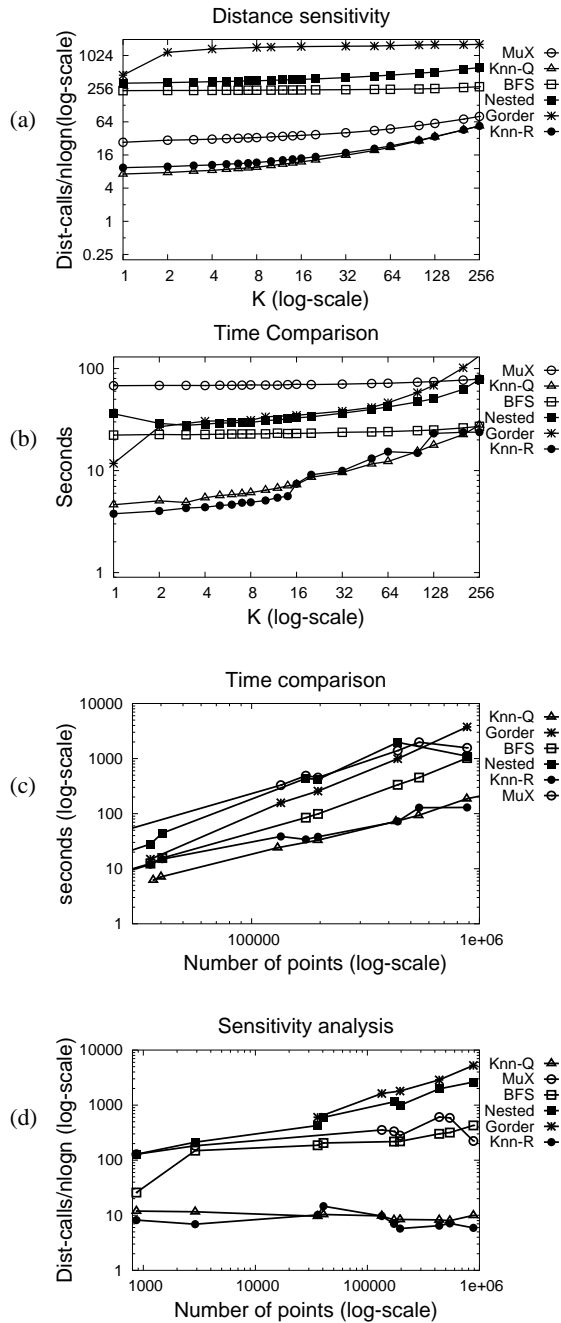 Distance sensitivity
(a)
Dist-calls/nlogn(log-scale)
1024
256
64
16
4
1
0.25
1 2 4 8 16 32 64 128 256
K (log-scale)
MuX
Knn-Q
BFS
Nested
Gorder
Knn-R
Time Comparison
(b)
Seconds
100
10
1
1 2 4 8 16 32 64 128 256
K (log-scale)
MuX
Knn-Q
BFS
Nested
Gorder
Knn-R
Time comparison
(c)
seconds (log-scale)
10000
1000
100
10
1
100000 1e+06
Number of points (log-scale)
Knn-Q
Gorder
BFS
Nested
Knn-R
MuX
Sensitivity analysis
(d)
Dist-calls/nlogn (log-scale)
10000
1000
100
10
1
1000 10000 100000 1e+06
Number of points (log-scale)
Knn-Q
MuX
BFS
Nested
Gorder
Knn-R